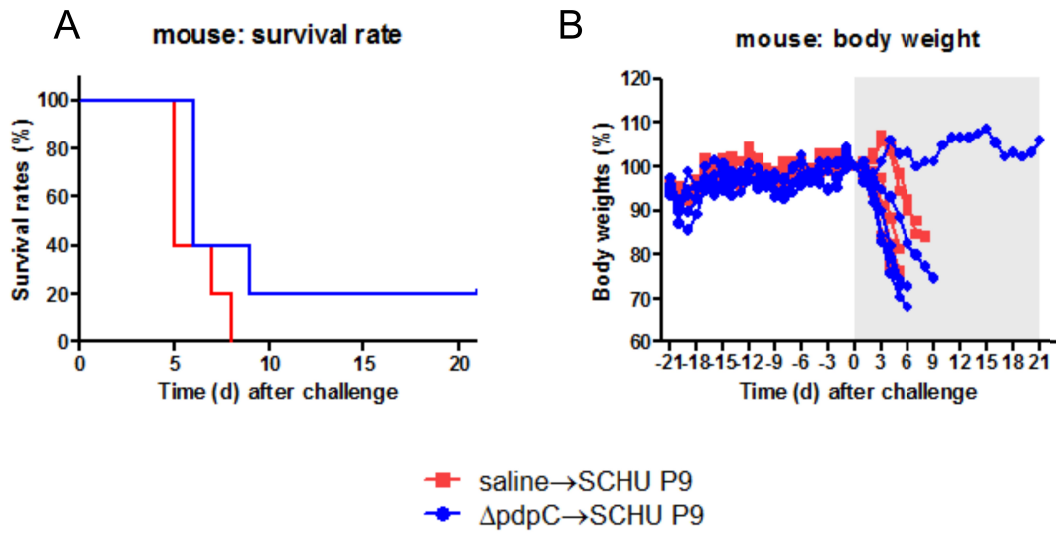 A
mouse: survival rate
Survival rates (%)
100
80
60
40
20
0
0 5 10 15 20
Time (d) after challenge
B
mouse: body weight
Body weights (%)
120
110
100
90
80
70
60
-21-18-15-12-9 -6 -3 0 3 6 9 12 15 18 21
Time (d) after challenge
saline→SCHU P9
ΔpdpC→SCHU P9